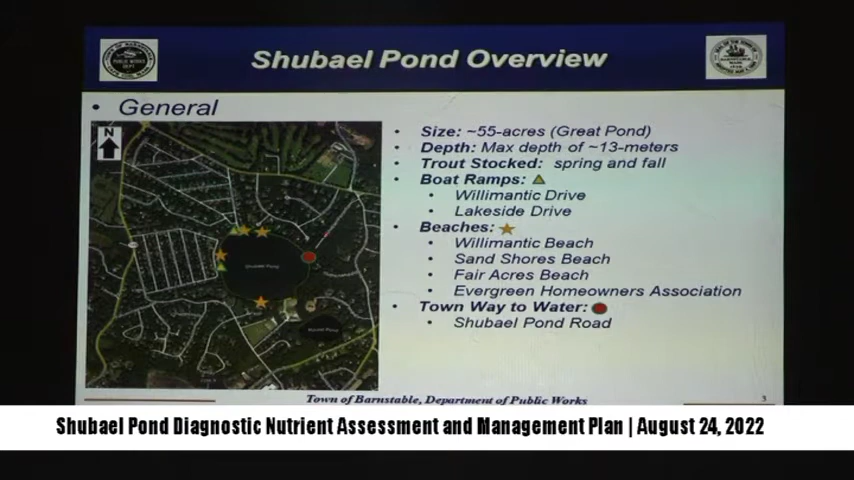 Shubael Pond Overview
• General
N
Shubael Pond
• Size: ~55-acres (Great Pond)
• Depth: Max depth of ~13-meters
• Trout Stocked: spring and fall
• Boat Ramps:
• Willimantic Drive
• Lakeside Drive
• Beaches:
• Willimantic Beach
• Sand Shores Beach
• Fair Acres Beach
• Evergreen Homeowners Association
• Town Way to Water:
• Shubael Pond Road
Town of Barnstable, Department of Public Works
3
Shubael Pond Diagnostic Nutrient Assessment and Management Plan | August 24, 2022